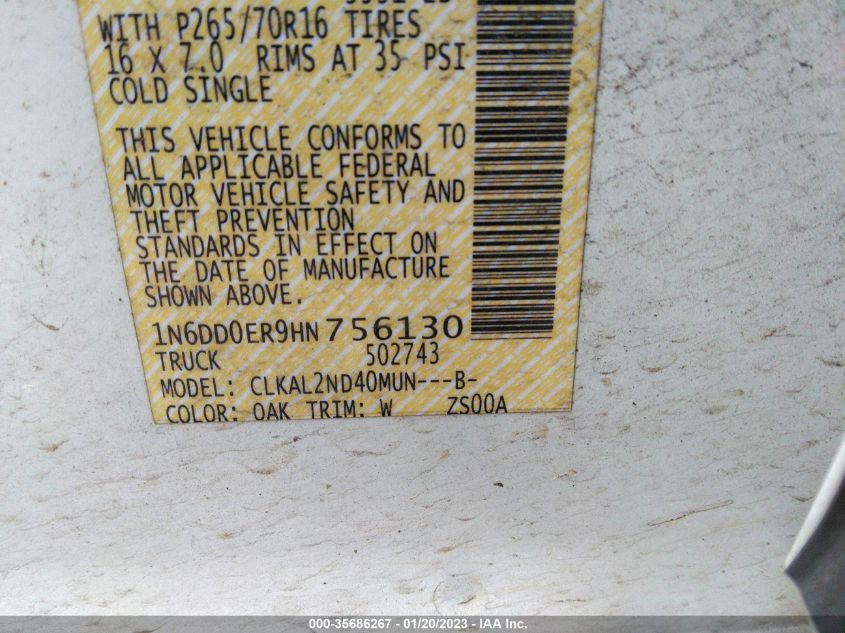 WITH P265/70R16 TIRES
16 X 7.0 RIMS AT 35 PSI
COLD SINGLE
THIS VEHICLE CONFORMS TO
ALL APPLICABLE FEDERAL
MOTOR VEHICLE SAFETY AND
THEFT PREVENTION
STANDARDS IN EFFECT ON
THE DATE OF MANUFACTURE
SHOWN ABOVE.
1N6DD0ER9HN756130
TRUCK 502743
MODEL: CLKAL2ND40MUN---B-
COLOR: QAK TRIM: W ZS00A
000-35686267 - 01/20/2023 - © IAA Inc.